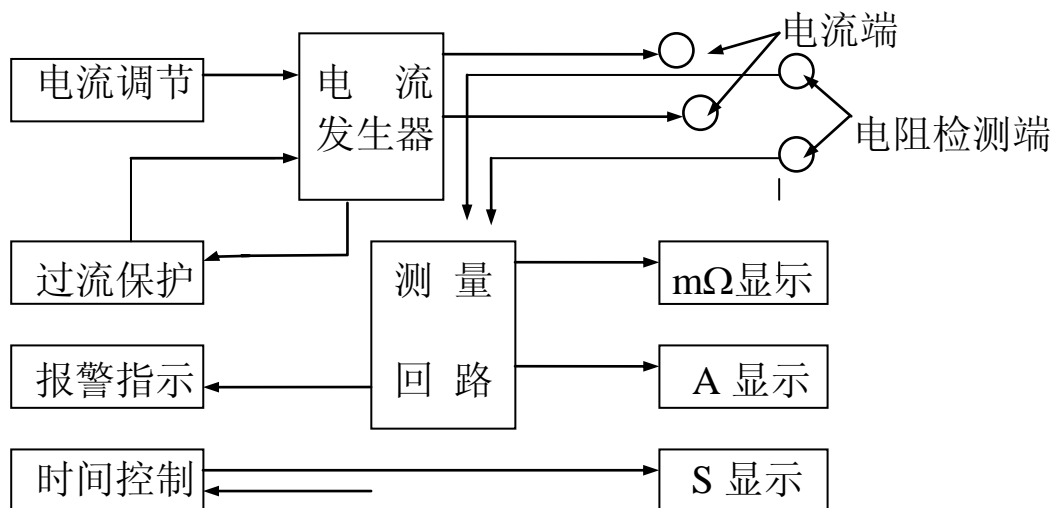 电流端
电流调节
电 流
发生器
电阻检测端
过流保护
测 量
回 路
mΩ显示
报警指示
A 显示
时间控制
S 显示